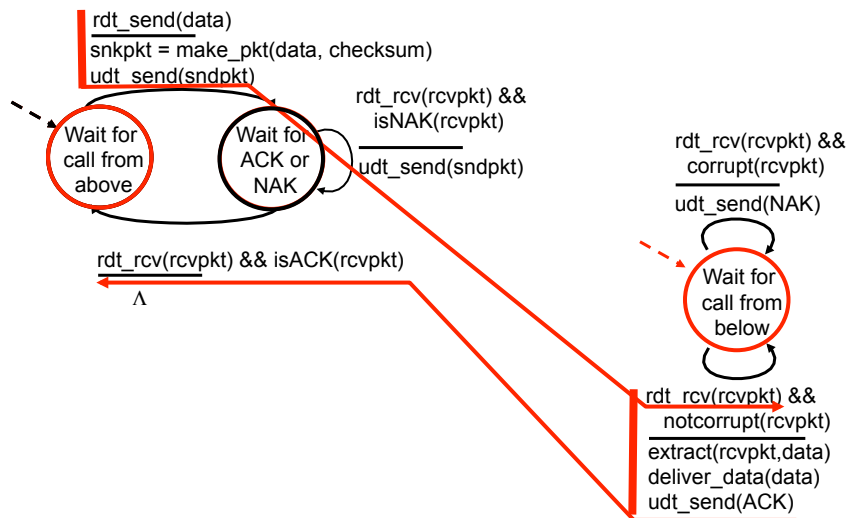 rdt_send(data)
snkpkt = make_pkt(data, checksum)
udt_send(sndpkt)
Wait for
call from
above
Wait for
ACK or
NAK
rdt_rcv(rcvpkt) &&
isNAK(rcvpkt)
udt_send(sndpkt)
rdt_rcv(rcvpkt) && isACK(rcvpkt)
Λ
rdt_rcv(rcvpkt) &&
corrupt(rcvpkt)
udt_send(NAK)
Wait for
call from
below
rdt_rcv(rcvpkt) &&
notcorrupt(rcvpkt)
extract(rcvpkt,data)
deliver_data(data)
udt_send(ACK)